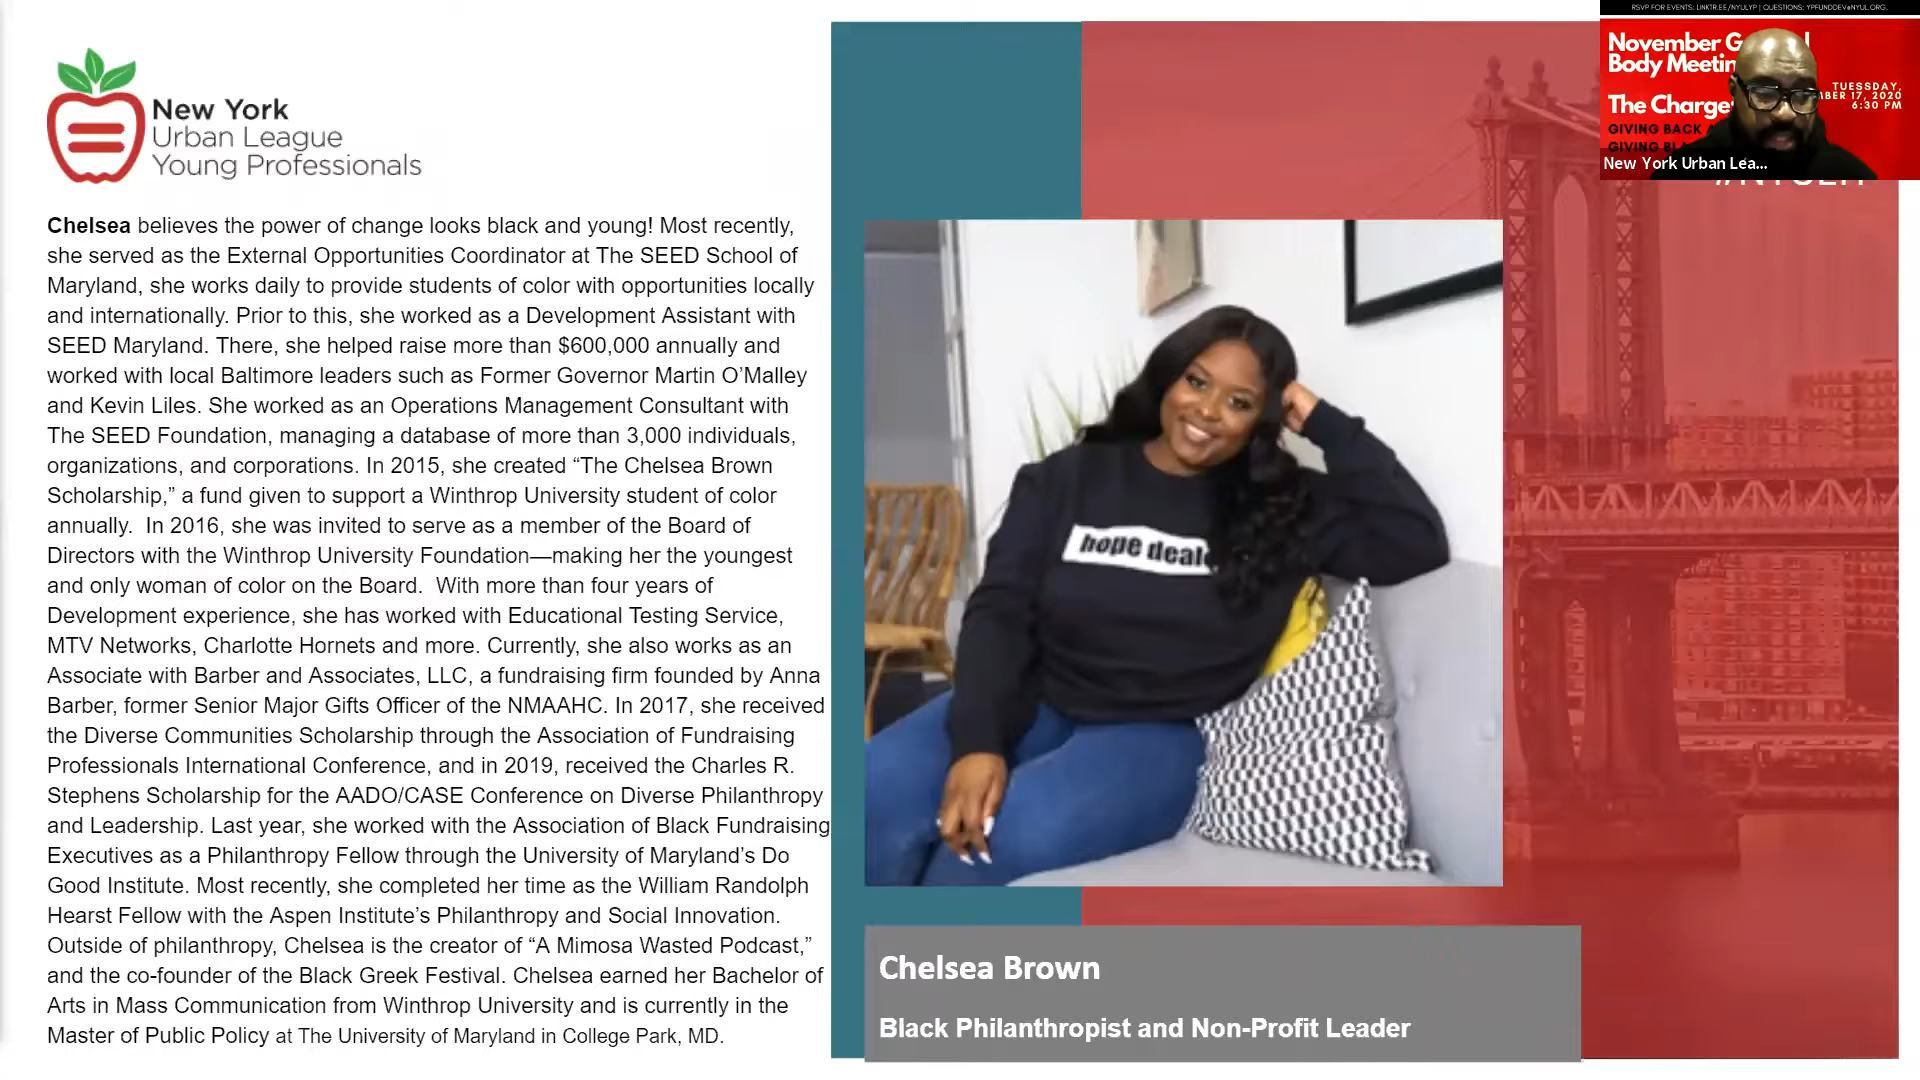 New York
Urban League
Young Professionals
Chelsea believes the power of change looks black and young! Most recently,
she served as the External Opportunities Coordinator at The SEED School of
Maryland, she works daily to provide students of color with opportunities locally
and internationally. Prior to this, she worked as a Development Assistant with
SEED Maryland. There, she helped raise more than $600,000 annually and
worked with local Baltimore leaders such as Former Governor Martin O’Malley
and Kevin Liles. She worked as an Operations Management Consultant with
The SEED Foundation, managing a database of more than 3,000 individuals,
organizations, and corporations. In 2015, she created “The Chelsea Brown
Scholarship,” a fund given to support a Winthrop University student of color
annually.  In 2016, she was invited to serve as a member of the Board of
Directors with the Winthrop University Foundation—making her the youngest
and only woman of color on the Board.  With more than four years of
Development experience, she has worked with Educational Testing Service,
MTV Networks, Charlotte Hornets and more. Currently, she also works as an
Associate with Barber and Associates, LLC, a fundraising firm founded by Anna
Barber, former Senior Major Gifts Officer of the NMAAHC. In 2017, she received
the Diverse Communities Scholarship through the Association of Fundraising
Professionals International Conference, and in 2019, received the Charles R.
Stephens Scholarship for the AADO/CASE Conference on Diverse Philanthropy
and Leadership. Last year, she worked with the Association of Black Fundraising
Executives as a Philanthropy Fellow through the University of Maryland’s Do
Good Institute. Most recently, she completed her time as the William Randolph
Hearst Fellow with the Aspen Institute’s Philanthropy and Social Innovation.
Outside of philanthropy, Chelsea is the creator of “A Mimosa Wasted Podcast,”
and the co-founder of the Black Greek Festival. Chelsea earned her Bachelor of
Arts in Mass Communication from Winthrop University and is currently in the
Master of Public Policy at The University of Maryland in College Park, MD.
hope deal
Chelsea Brown
Black Philanthropist and Non-Profit Leader
RSVP FOR EVENTS: LINKTR.EE/NYULYP | QUESTIONS: YPFUNDDEV@NYUL.ORG
November G
Body Meetin
The Charge
GIVING BACK
GIVING
TUESSDAY,
BER 17, 2020
6:30 PM
New York Urban Lea...